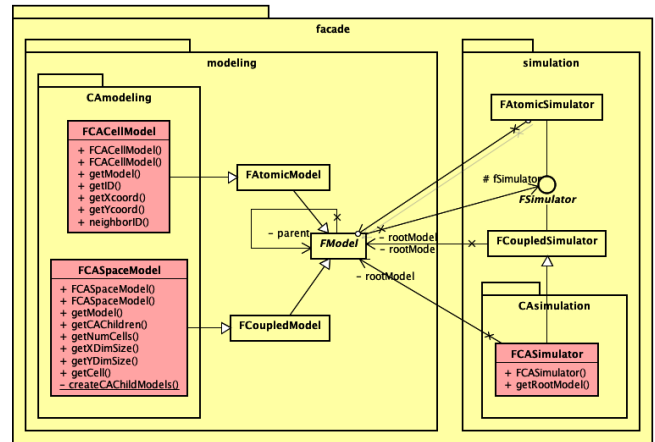 facade
modeling
simulation
CAmodeling
FCACellModel
+ FCACellModel()
+ FCACellModel()
+ getModel()
+ getID()
+ getXcoord()
+ getYcoord()
+ neighborID()
FCASpaceModel
+ FCASpaceModel()
+ FCASpaceModel()
+ getModel()
+ getCAChildren()
+ getNumCells()
+ getXDimSize()
+ getYDimSize()
+ getCell()
- createCAChildModels()
FAtomicModel
- parent
FModel
FCoupledModel
FAtomicSimulator
# fSimulator
FSimulator
- rootModel
- rootMode
- rootModel
FCoupledSimulator
CAsimulation
FCASimulator
+ FCASimulator()
+ getRootModel()